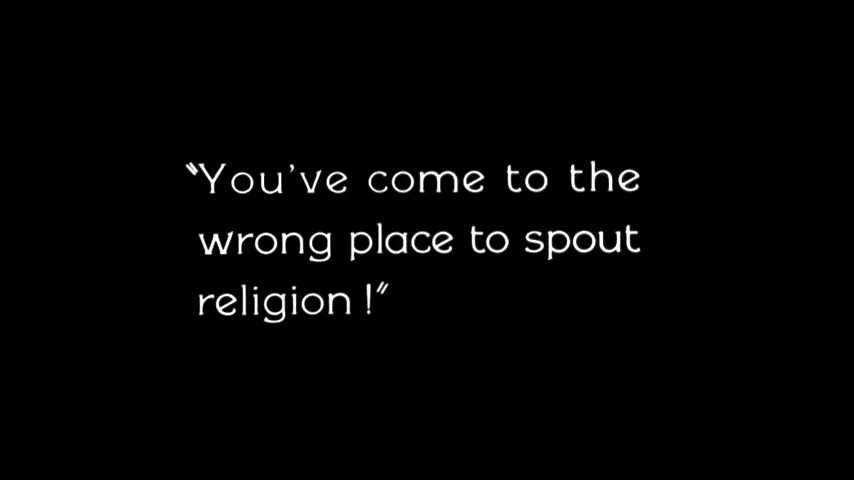 “You've come to the
wrong place to spout
religion!”